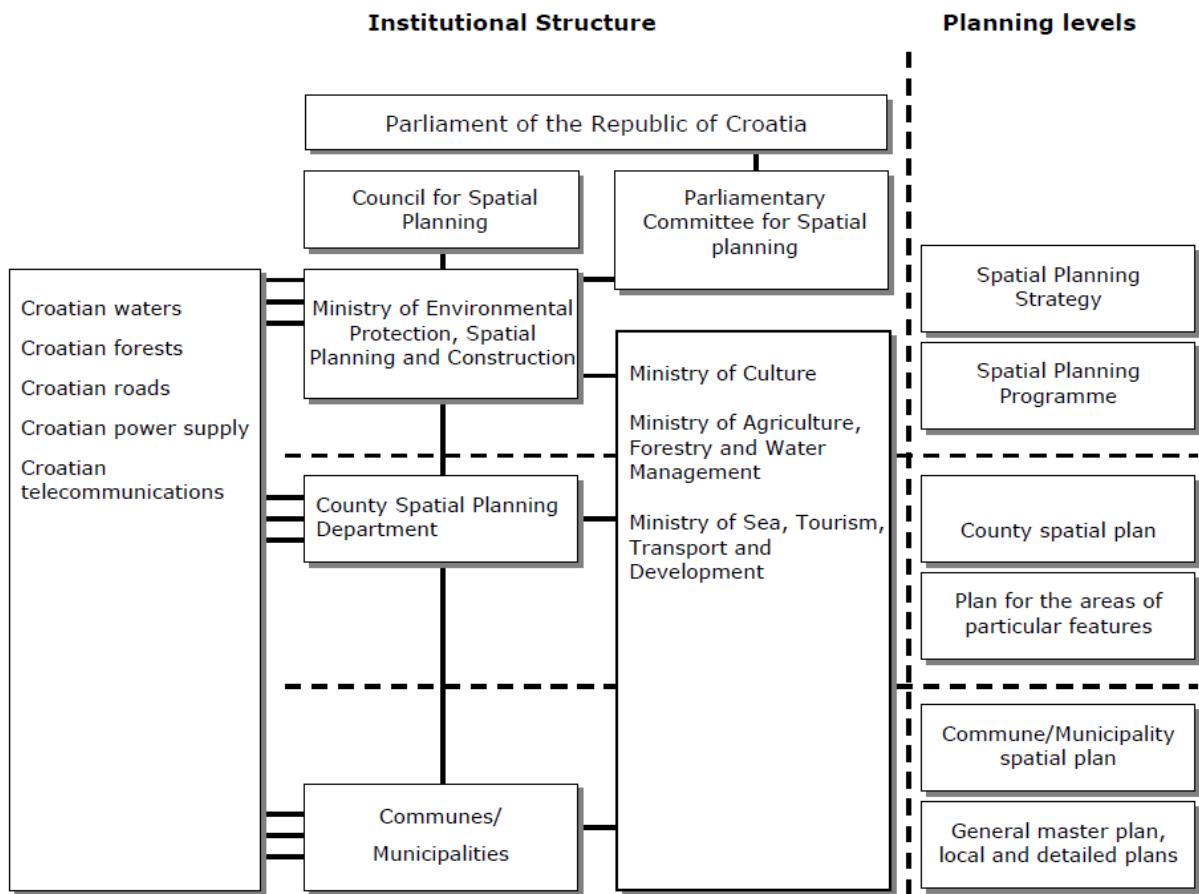 Institutional Structure
Planning levels
Parliament of the Republic of Croatia
Council for Spatial
Planning
Parliamentary
Committee for Spatial
planning
Croatian waters
Croatian forests
Croatian roads
Croatian power supply
Croatian
telecommunications
Ministry of Environmental
Protection, Spatial
Planning and Construction
Ministry of Culture
Ministry of Agriculture,
Forestry and Water
Management
Ministry of Sea, Tourism,
Transport and
Development
County Spatial Planning
Department
Communes/
Municipalities
Spatial Planning
Strategy
Spatial Planning
Programme
County spatial plan
Plan for the areas of
particular features
Commune/Municipality
spatial plan
General master plan,
local and detailed plans